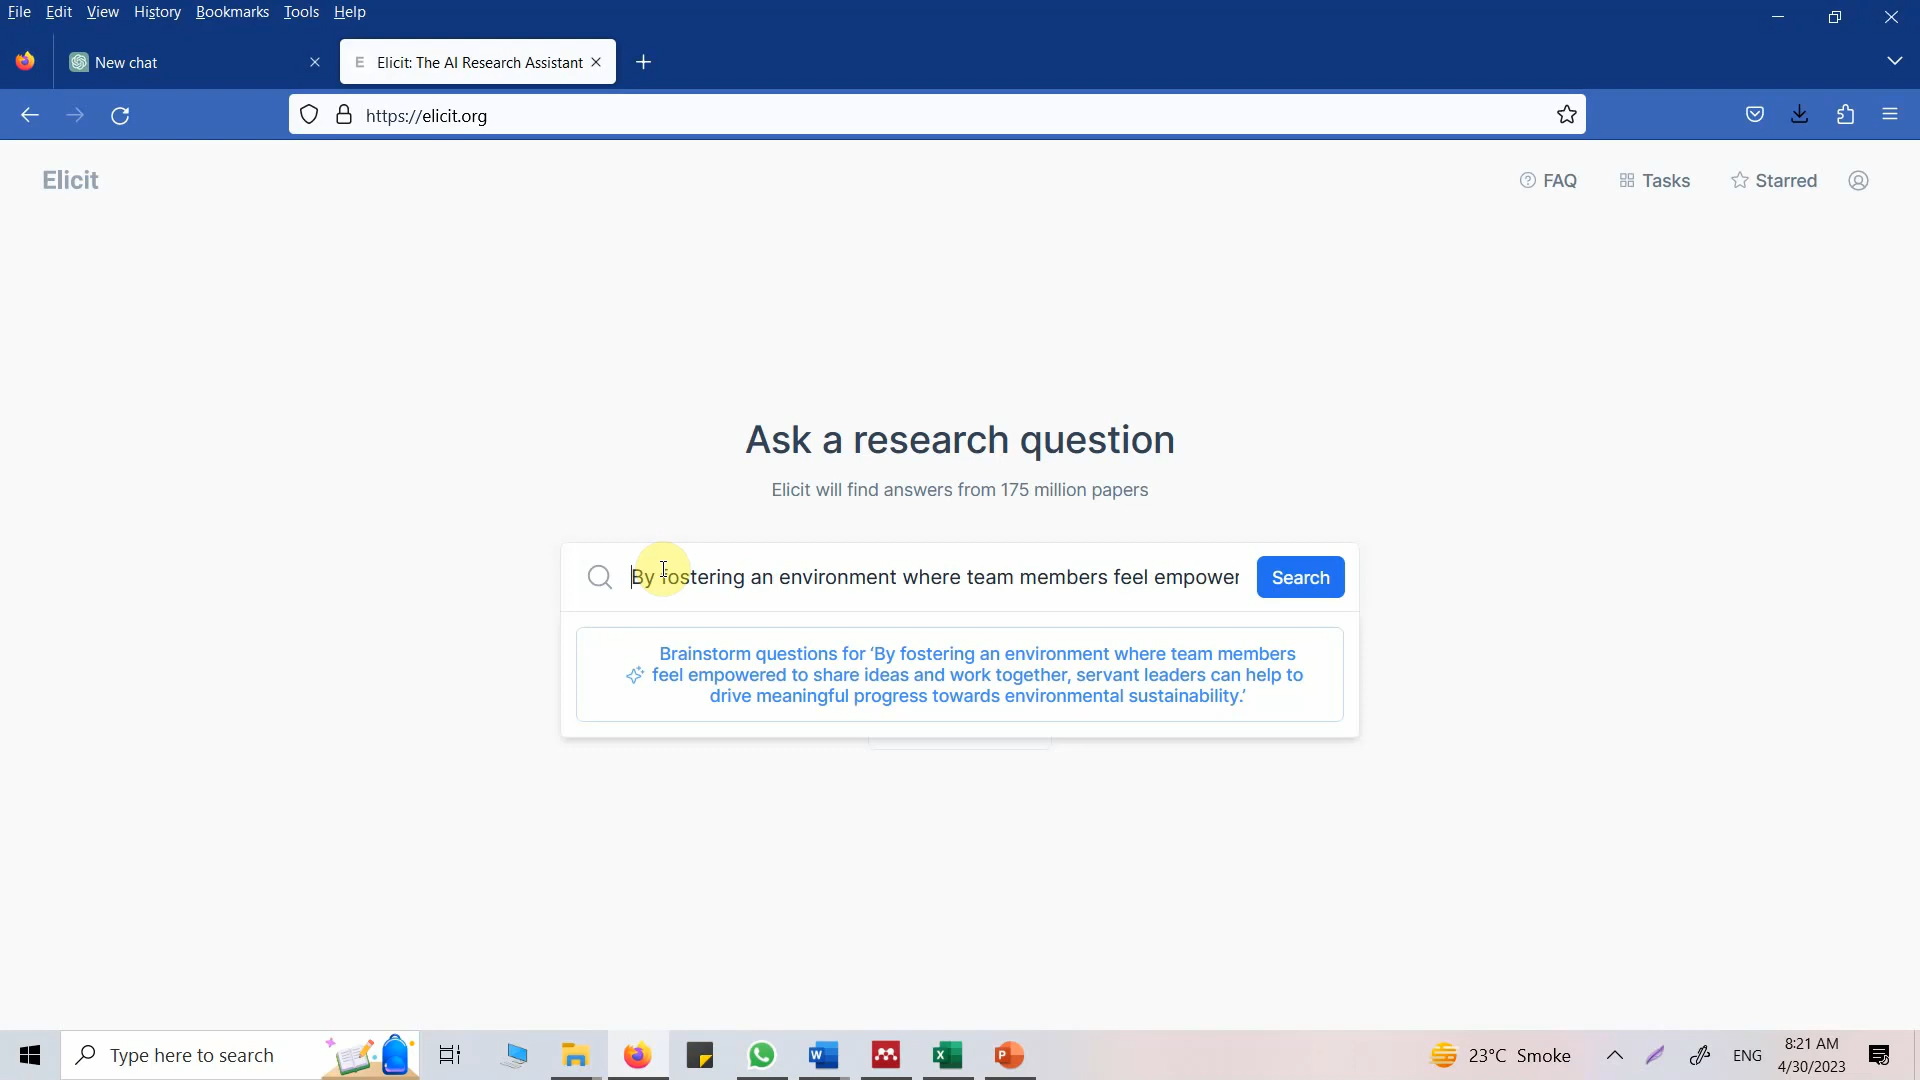 File Edit View History Bookmarks Tools Help
New chat
E Elicit: The AI Research Assistant
https://elicit.org
Elicit
FAQ Tasks Starred
Ask a research question
Elicit will find answers from 175 million papers
By fostering an environment where team members feel empower
Search
Brainstorm questions for ‘By fostering an environment where team members
feel empowered to share ideas and work together, servant leaders can help to
drive meaningful progress towards environmental sustainability.’
Type here to search
23°C Smoke
ENG
8:21 AM
4/30/2023